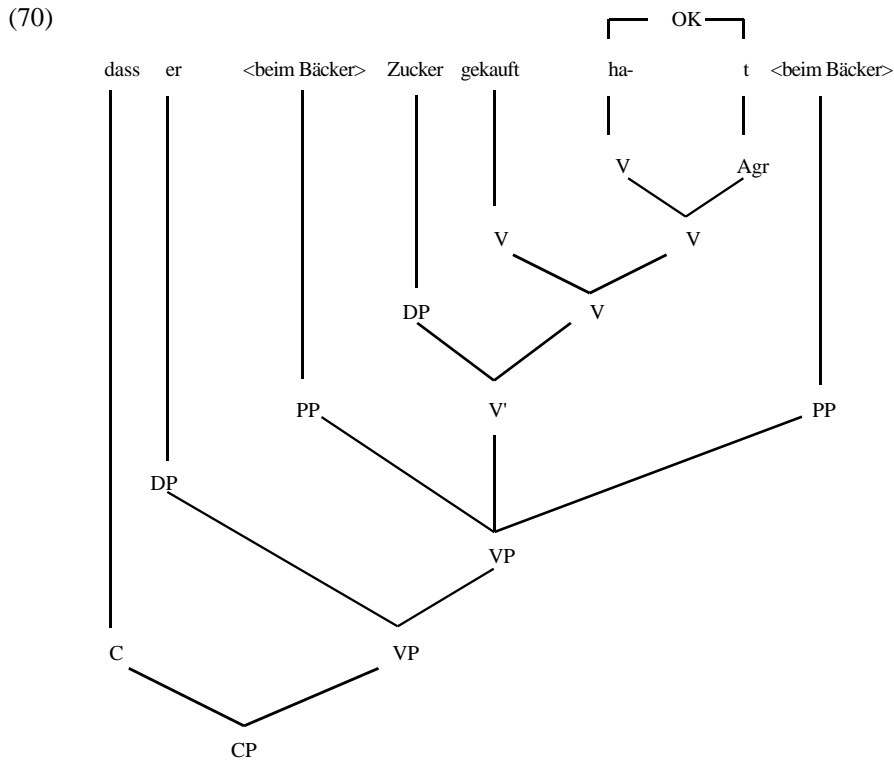 (70)
OK
dass er <beim Bäcker> Zucker gekauft ha- t <beim Bäcker>
V Agr
V V
DP V
PP V' PP
DP
VP
C VP
CP